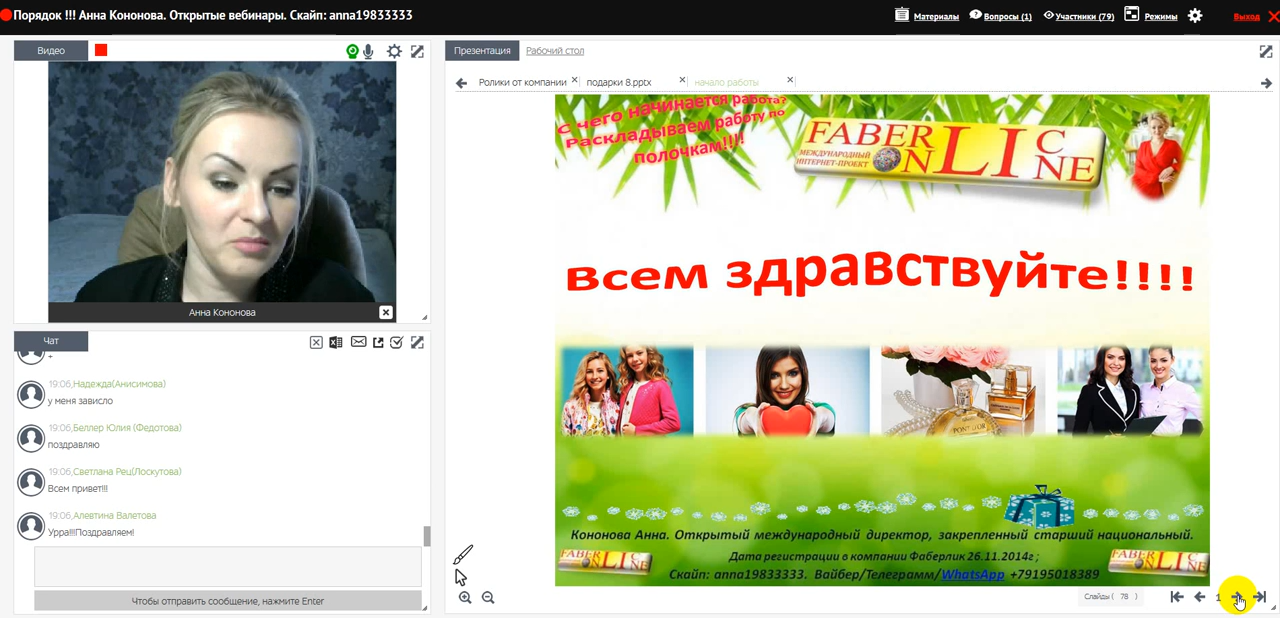 Порядок !!! Анна Кононова. Открытые вебинары. Скайп: anna19833333
Материалы
Вопросы (1)
Участники (79)
Режимы
Выход
Видео
Анна Кононова
Чат
+
19:06,Надежда(Анисимова)
у меня зависло
19:06,Беллер Юлия (Федотова)
поздравляю
19:06,Светлана Рец(Лоскутова)
Всем привет!!!
19:06,Алевтина Валетова
Урра!!!Поздравляем!
Чтобы отправить сообщение, нажмите Enter
Презентация
Рабочий стол
Ролики от компании
подарки 8.pptx
начало работы
С чего начинается работа?
Раскладываем работу по
полочкам!!!!
FABERLIC
ONLINE
МЕЖДУНАРОДНЫЙ
ИНТЕРНЕТ-ПРОЕКТ
Всем здравствуйте!!!!
Кононова Анна. Открытый международный директор, закрепленный старший национальный.
Дата регистрации в компании Фаберлик 26.11.2014г ;
Скайп: anna19833333. Вайбер/Телеграмм/WhatsApp +79195018389
FABERLIC
ONLINE
FABERLIC
ONLINE
Слайды ( 78 )
1